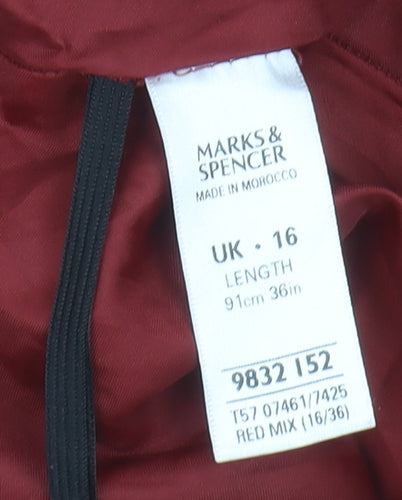 MARKS &
SPENCER
MADE IN MOROCCO
UK · 16
LENGTH
91cm 36in
9832 152
T57 07461/7425
RED MIX (16/36)